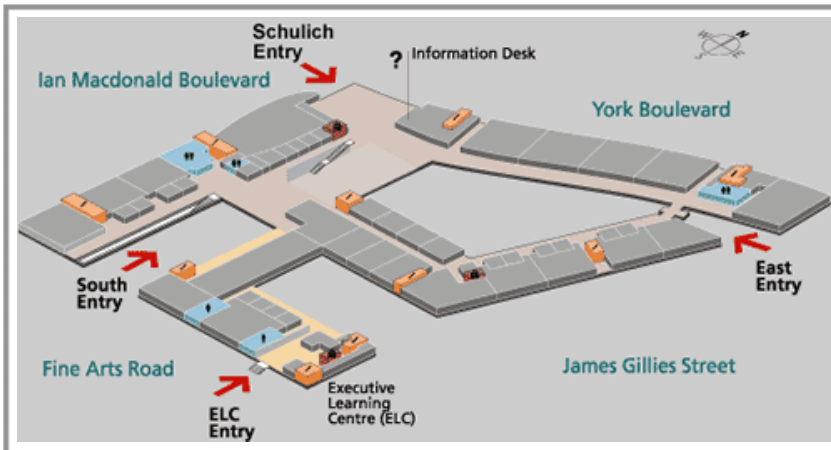 Schulich
Entry
? Information Desk
Ian Macdonald Boulevard
York Boulevard
N
South
Entry
East
Entry
Fine Arts Road
James Gillies Street
ELC
Entry
Executive
Learning
Centre (ELC)